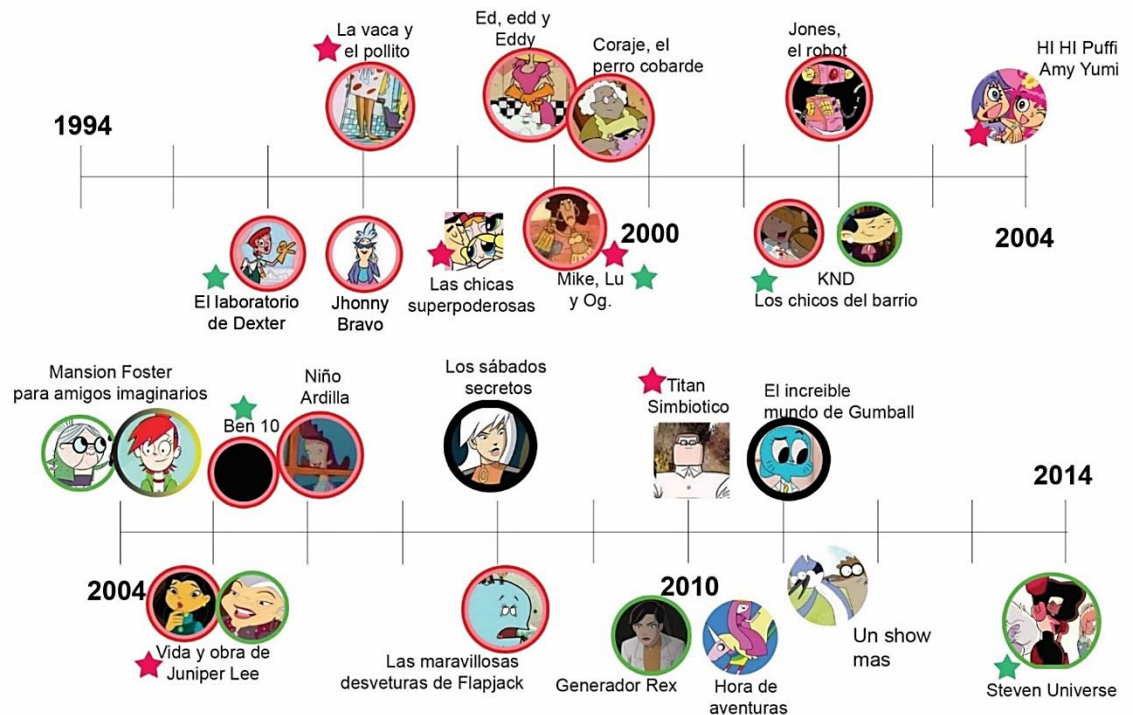 La vaca y
el pollito
Ed, edd y
Eddy
Coraje, el
perro cobarde
Jones,
el robot
HI HI Puffi
Amy Yumi
1994
2000
2004
El laboratorio
de Dexter
Jhonny
Bravo
Las chicas
superpoderosas
Mike, Lu
y Og.
KND
Los chicos del barrio
Mansion Foster
para amigos imaginarios
Ben 10
Niño
Ardilla
Los sábados
secretos
Titan
Simbiotico
El increible
mundo de Gumball
2014
2004
2010
Vida y obra de
Juniper Lee
Las maravillosas
desveturas de Flapjack
Generador Rex
Hora de
aventuras
Un show
mas
Steven Universe